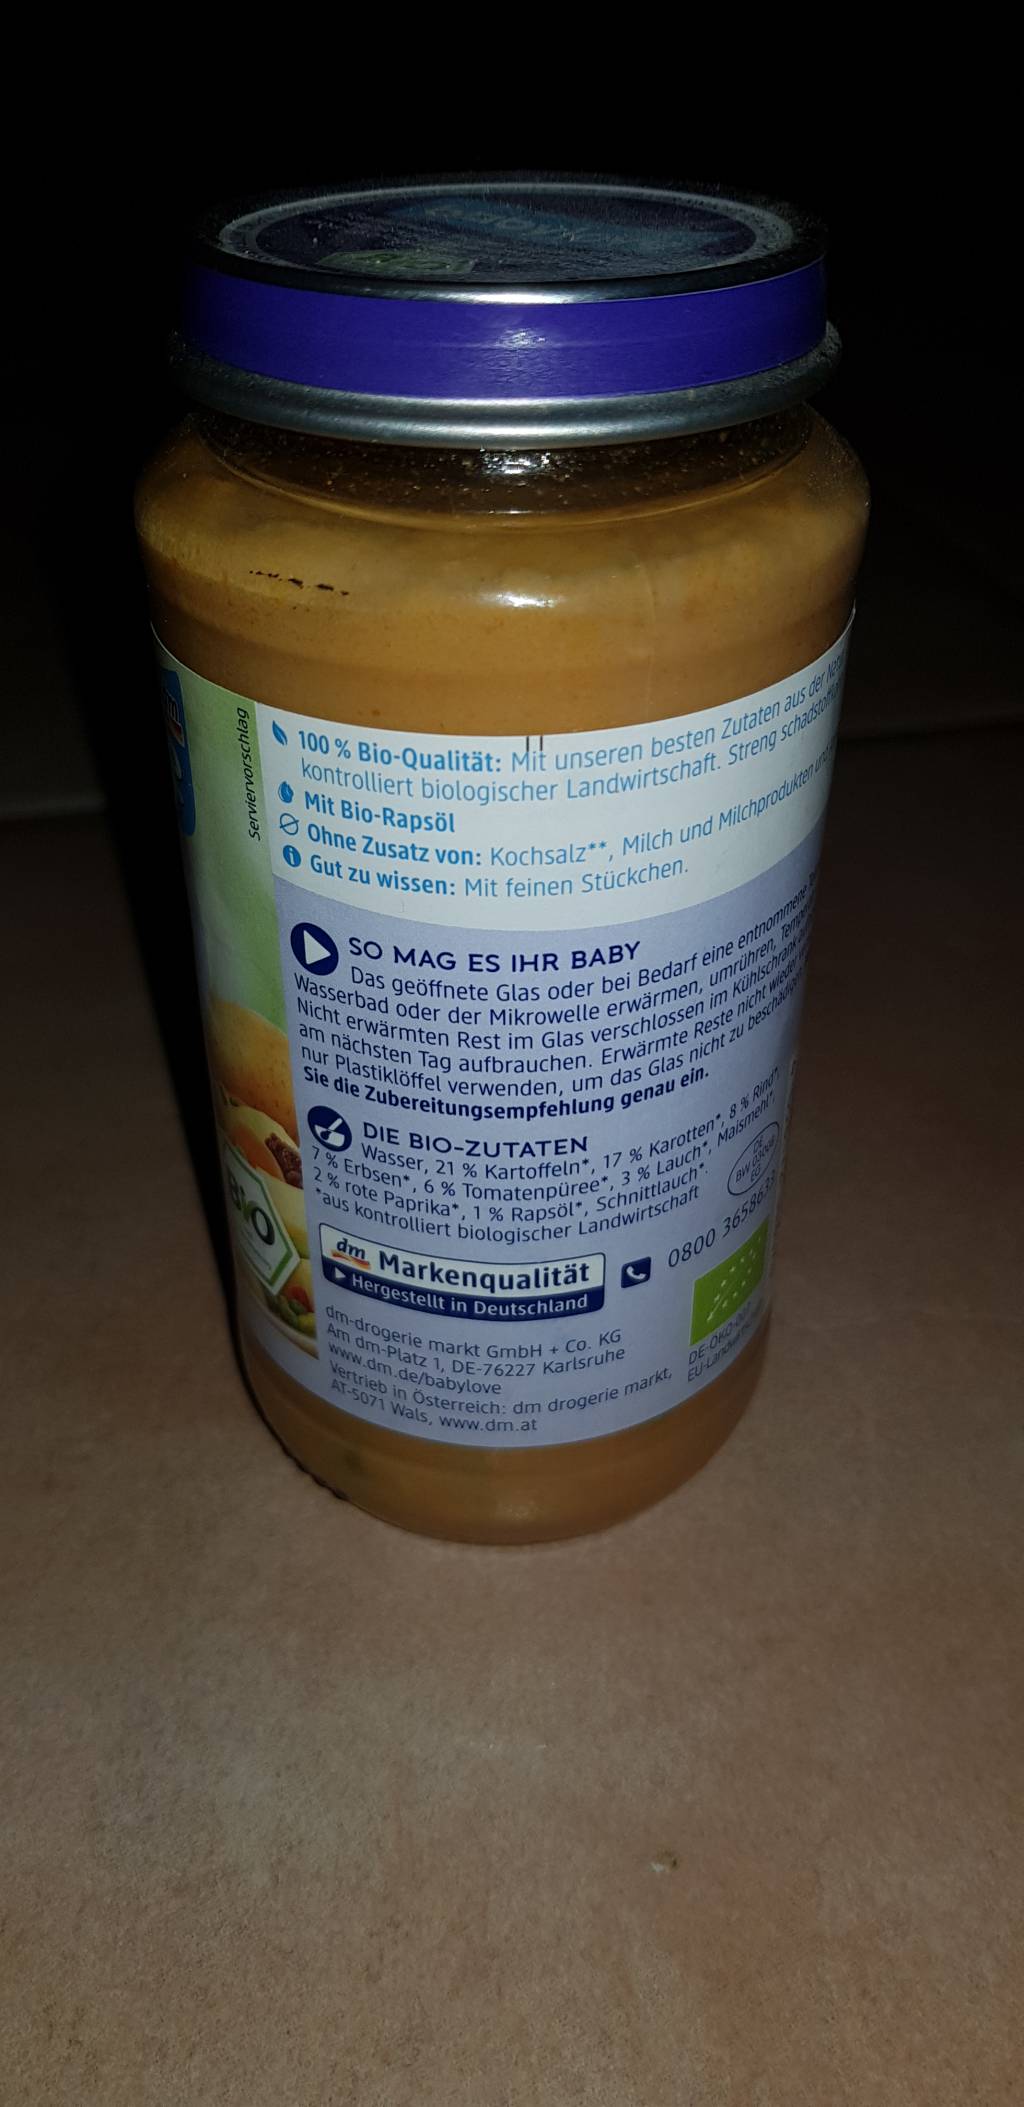 Serviervorschlag
100 % Bio-Qualität: Mit unseren besten Zutaten aus der
kontrolliert biologischer Landwirtschaft. Streng
Mit Bio-Rapsöl
Ohne Zusatz von: Kochsalz**, Milch und Milchprodukten und
Gut zu wissen: Mit feinen Stückchen.
SO MAG ES IHR BABY
Das geöffnete Glas oder bei Bedarf eine entnommene
Wasserbad oder der Mikrowelle erwärmen, umrühren,
Nicht erwärmten Rest im Glas verschlossen im Kühlschrank
am nächsten Tag aufbrauchen. Erwärmte Reste nicht wieder
nur Plastiklöffel verwenden, um das Glas nicht zu
Sie die Zubereitungsempfehlung genau ein.
DIE BIO-ZUTATEN
Wasser, 21 % Kartoffeln*, 17 % Karotten*, 8 % Rind*,
7 % Erbsen*, 6 % Tomatenpüree*, 3 % Lauch*, Maismehl*,
2 % rote Paprika*, 1 % Rapsöl*, Schnittlauch*.
*aus kontrolliert biologischer Landwirtschaft
DE
BW 03006
EG
BIO
dm Markenqualität
Hergestellt in Deutschland
0800 3658633
dm-drogerie markt GmbH + Co. KG
Am dm-Platz 1, DE-76227 Karlsruhe
www.dm.de/babylove
Vertrieb in Österreich: dm drogerie markt,
AT-5071 Wals, www.dm.at